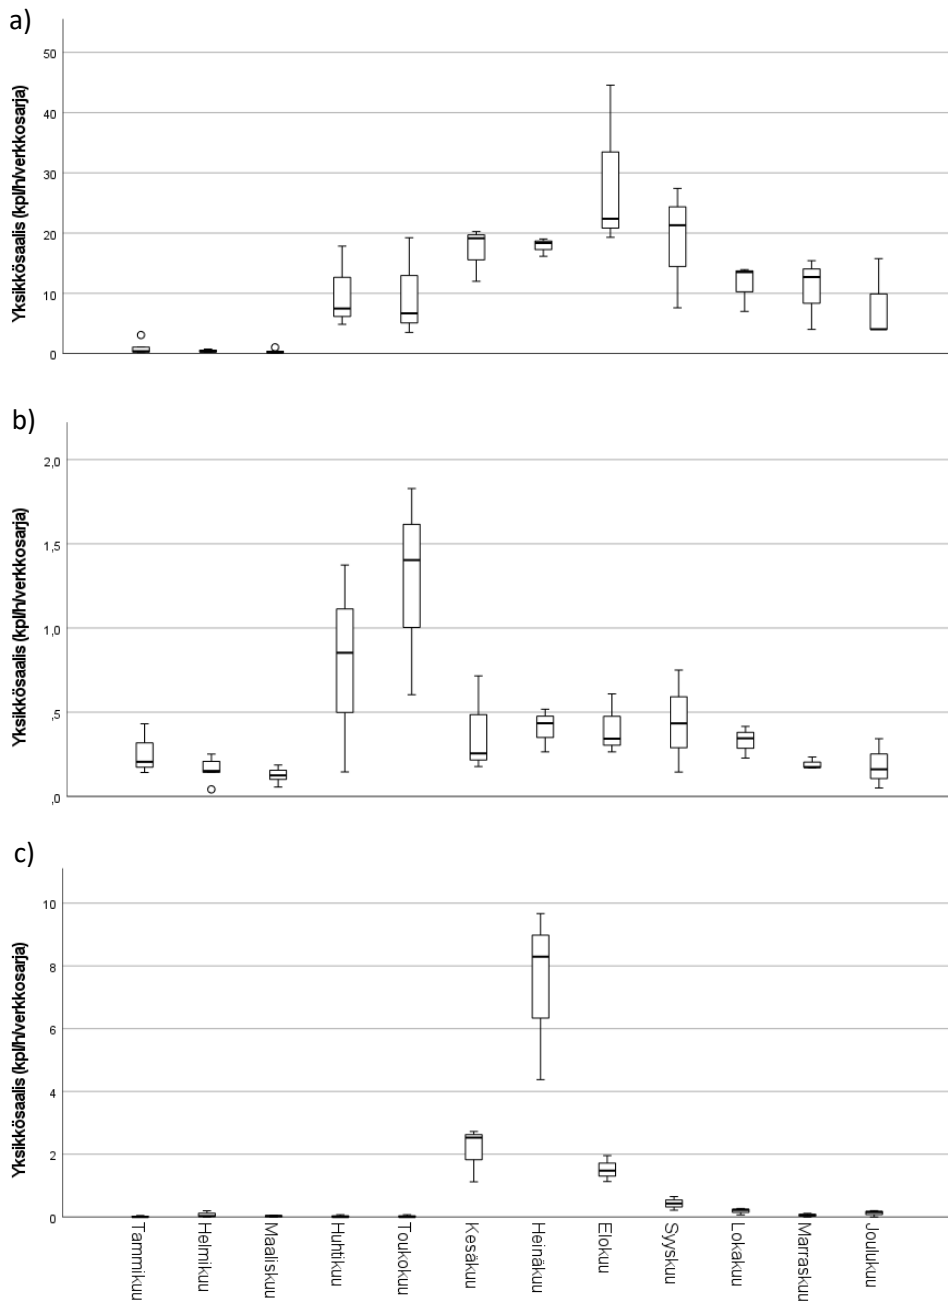 a)
Yksikkösaalis (kpl/h/verkkosarja)
50
40
30
20
10
0
b)
Yksikkösaalis (kpl/h/verkkosarja)
2,0
1,5
1,0
,5
,0
c)
Yksikkösaalis (kpl/h/verkkosarja)
10
8
6
4
2
0
Tammikuu
Helmikuu
Maaliskuu
Huhtikuu
Toukokuu
Kesäkuu
Heinäkuu
Elokuu
Syyskuu
Lokakuu
Marraskuu
Joulukuu